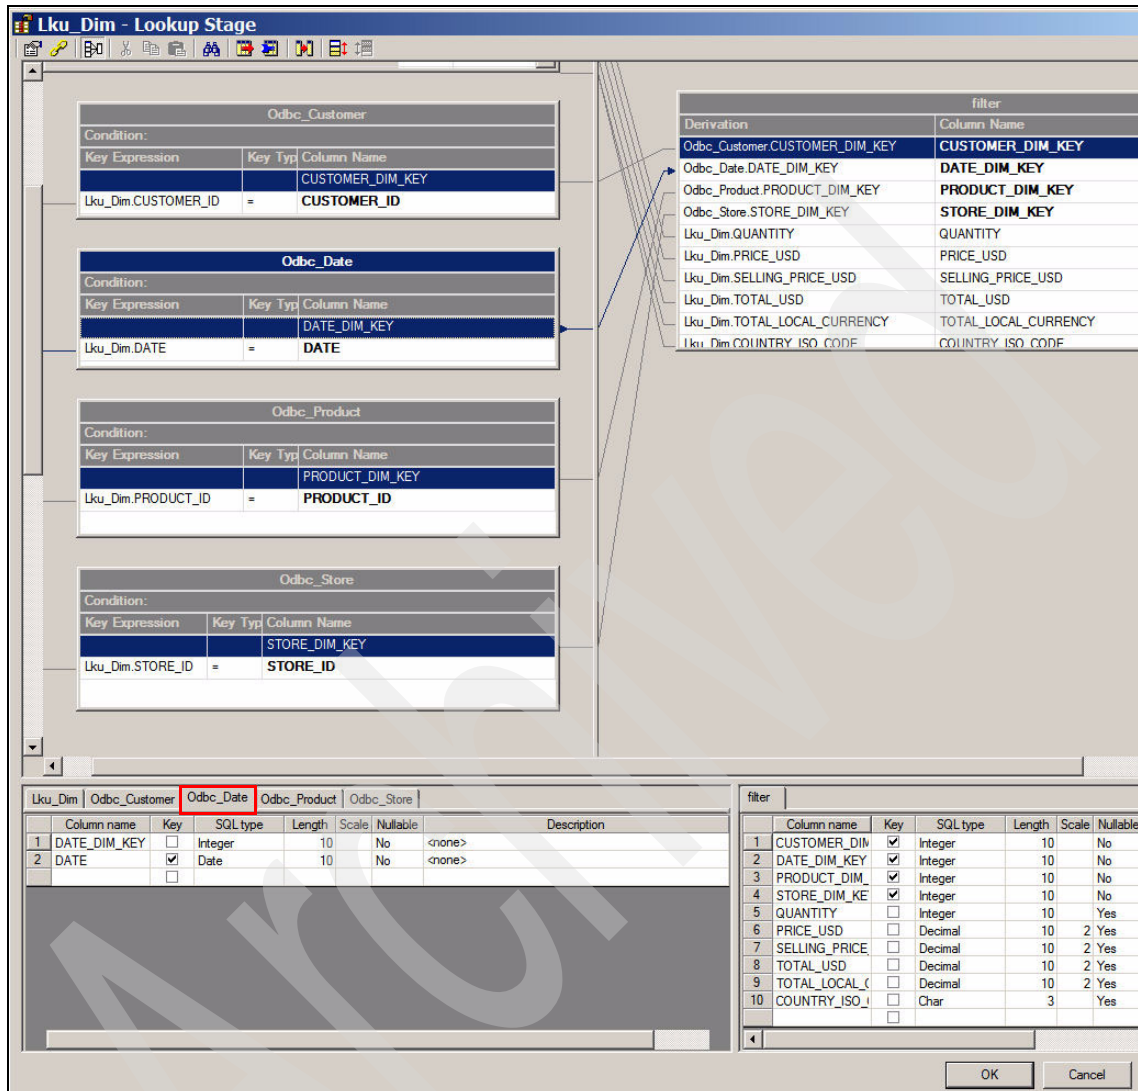 Lku_Dim - Lookup Stage
Odbc_Customer
Condition:
Key Expression Key Typ Column Name
CUSTOMER_DIM_KEY
Lku_Dim.CUSTOMER_ID = CUSTOMER_ID
Odbc_Date
Condition:
Key Expression Key Typ Column Name
DATE_DIM_KEY
Lku_Dim.DATE = DATE
Odbc_Product
Condition:
Key Expression Key Typ Column Name
PRODUCT_DIM_KEY
Lku_Dim.PRODUCT_ID = PRODUCT_ID
Odbc_Store
Condition:
Key Expression Key Typ Column Name
STORE_DIM_KEY
Lku_Dim.STORE_ID = STORE_ID
filter
Derivation Column Name
Odbc_Customer.CUSTOMER_DIM_KEY CUSTOMER_DIM_KEY
Odbc_Date.DATE_DIM_KEY DATE_DIM_KEY
Odbc_Product.PRODUCT_DIM_KEY PRODUCT_DIM_KEY
Odbc_Store.STORE_DIM_KEY STORE_DIM_KEY
Lku_Dim.QUANTITY QUANTITY
Lku_Dim.PRICE_USD PRICE_USD
Lku_Dim.SELLING_PRICE_USD SELLING_PRICE_USD
Lku_Dim.TOTAL_USD TOTAL_USD
Lku_Dim.TOTAL_LOCAL_CURRENCY TOTAL_LOCAL_CURRENCY
Lku_Dim.COUNTRY_ISO_CODE COUNTRY_ISO_CODE
Lku_Dim Odbc_Customer Odbc_Date Odbc_Product Odbc_Store
Column name Key SQL type Length Scale Nullable Description
1 DATE_DIM_KEY Integer 10 No <none>
2 DATE Date 10 No <none>
filter
Column name Key SQL type Length Scale Nullable
1 CUSTOMER_DIM Integer 10 No
2 DATE_DIM_KEY Integer 10 No
3 PRODUCT_DIM_ Integer 10 No
4 STORE_DIM_KE Integer 10 No
5 QUANTITY Integer 10 Yes
6 PRICE_USD Decimal 10 2 Yes
7 SELLING_PRICE Decimal 10 2 Yes
8 TOTAL_USD Decimal 10 2 Yes
9 TOTAL_LOCAL_( Decimal 10 2 Yes
10 COUNTRY_ISO_( Char 3 Yes
OK Cancel
Archived